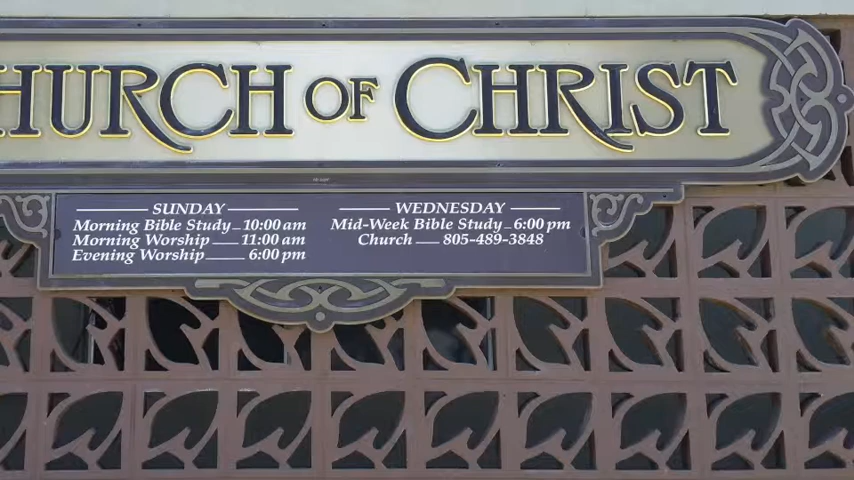 HURCH OF CHRIST
SUNDAY
Morning Bible Study 10:00 am
Morning Worship 11:00 am
Evening Worship 6:00 pm
WEDNESDAY
Mid-Week Bible Study 6:00 pm
Church 805-489-3848